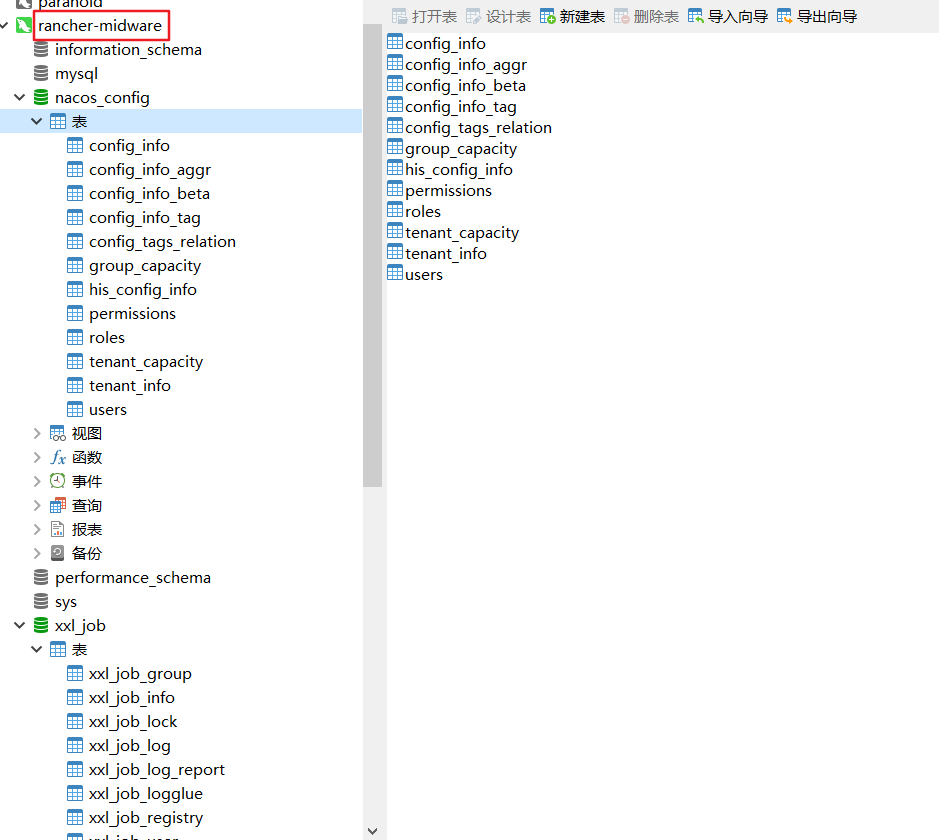 paranoid
rancher-midware
information_schema
mysql
nacos_config
表
config_info
config_info_aggr
config_info_beta
config_info_tag
config_tags_relation
group_capacity
his_config_info
permissions
roles
tenant_capacity
tenant_info
users
视图
fx 函数
事件
查询
报表
备份
performance_schema
sys
xxl_job
表
xxl_job_group
xxl_job_info
xxl_job_lock
xxl_job_log
xxl_job_log_report
xxl_job_logglue
xxl_job_registry
打开表 设计表 新建表 删除表 导入向导 导出向导
config_info
config_info_aggr
config_info_beta
config_info_tag
config_tags_relation
group_capacity
his_config_info
permissions
roles
tenant_capacity
tenant_info
users